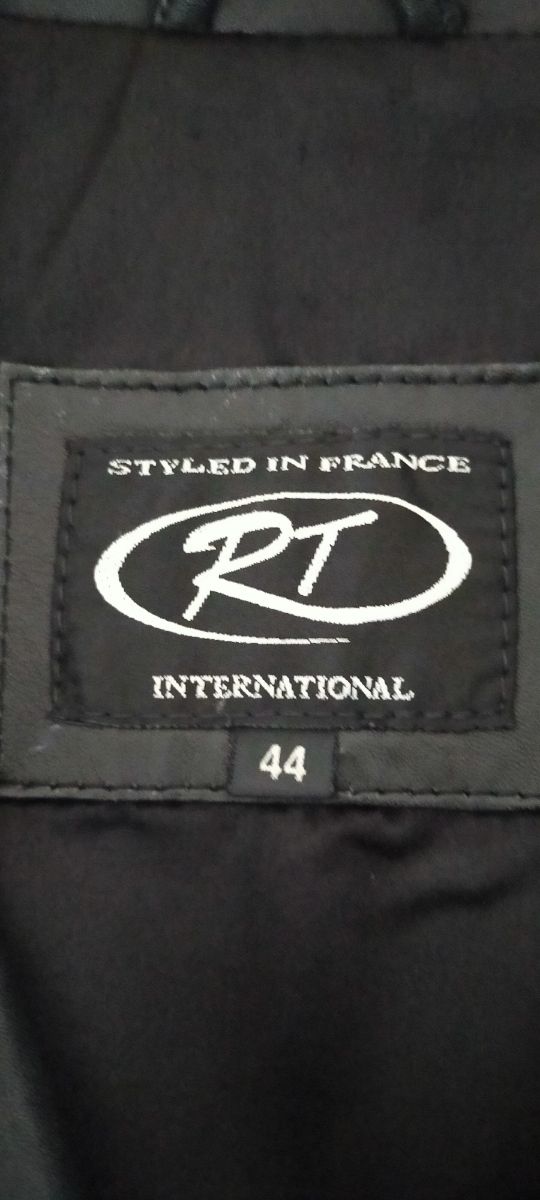 STYLED IN FRANCE
RT
INTERNATIONAL
44